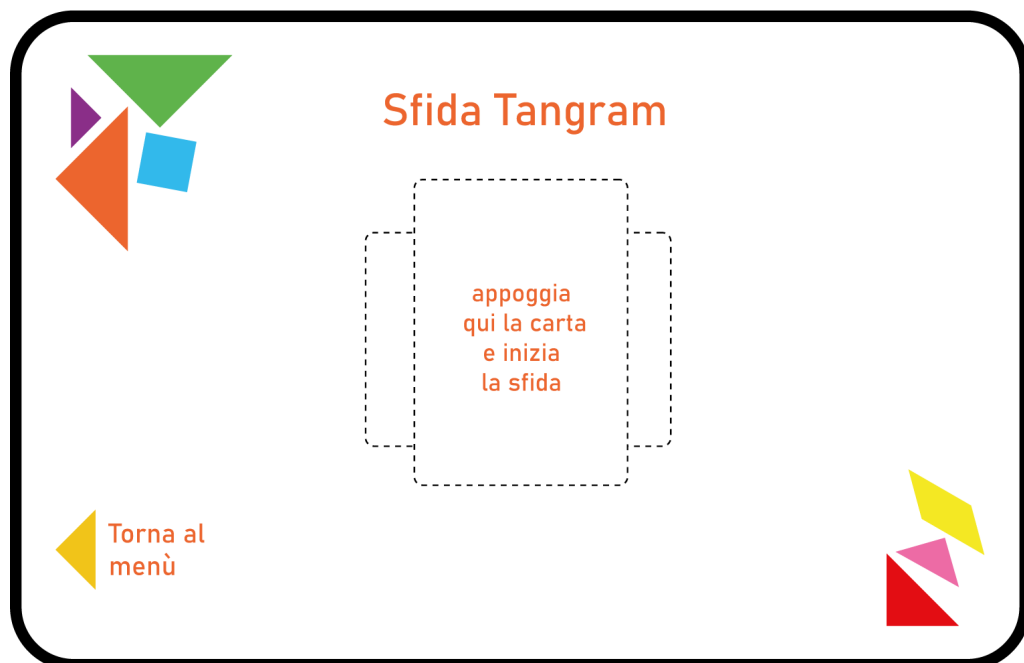 Sfida Tangram
appoggia
qui la carta
e inizia
la sfida
Torna al
menù